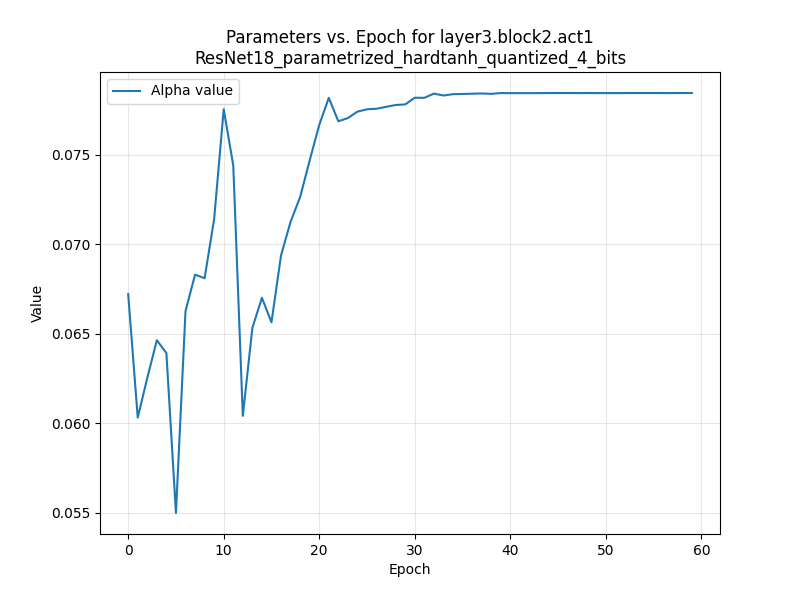 Parameters vs. Epoch for layer3.block2.act1
ResNet18_parametrized_hardtanh_quantized_4_bits
Alpha value
0.075
0.070
0.065
0.060
0.055
Value
0 10 20 30 40 50 60
Epoch